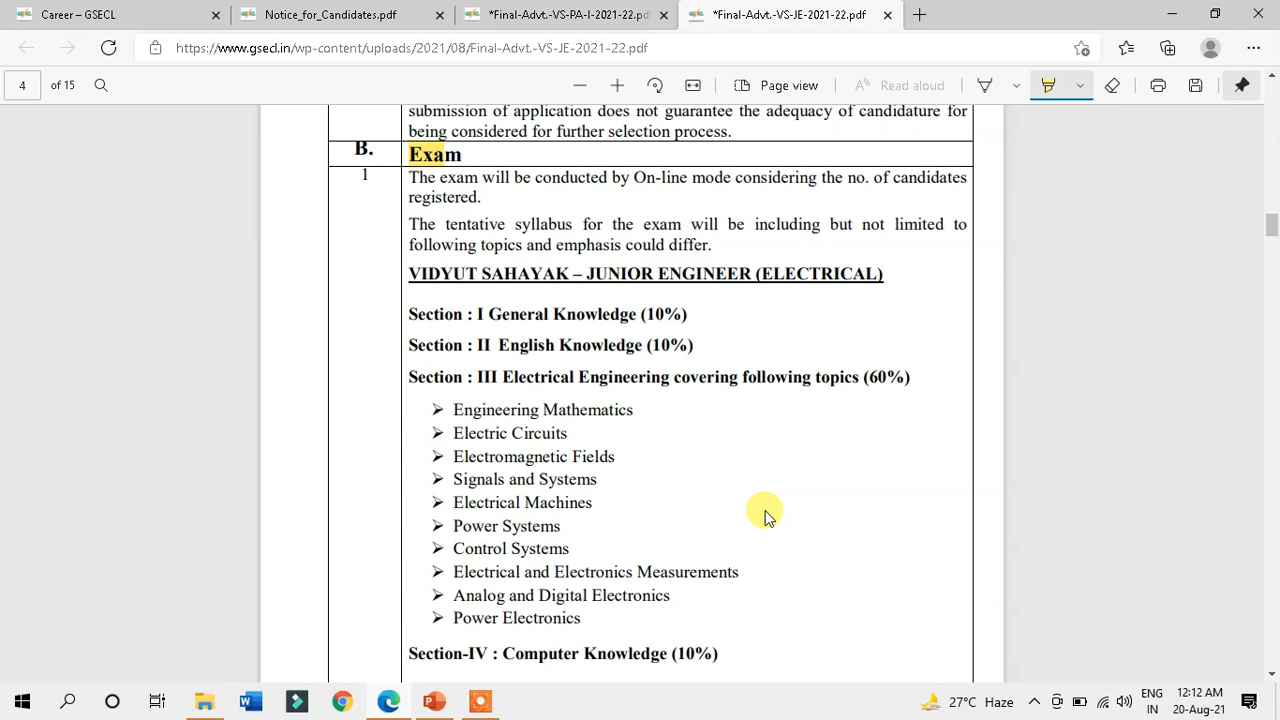 Career – GSECL
Notice_for_Candidates.pdf
*Final-Advt.-VS-PA-I-2021-22.pdf
*Final-Advt.-VS-JE-2021-22.pdf
https://www.gsecl.in/wp-content/uploads/2021/08/Final-Advt.-VS-JE-2021-22.pdf
4 of 15
Page view
Read aloud
submission of application does not guarantee the adequacy of candidature for
being considered for further selection process.
B. Exam
1 The exam will be conducted by On-line mode considering the no. of candidates
registered.
The tentative syllabus for the exam will be including but not limited to
following topics and emphasis could differ.
VIDYUT SAHAYAK – JUNIOR ENGINEER (ELECTRICAL)
Section : I General Knowledge (10%)
Section : II English Knowledge (10%)
Section : III Electrical Engineering covering following topics (60%)
➢ Engineering Mathematics
➢ Electric Circuits
➢ Electromagnetic Fields
➢ Signals and Systems
➢ Electrical Machines
➢ Power Systems
➢ Control Systems
➢ Electrical and Electronics Measurements
➢ Analog and Digital Electronics
➢ Power Electronics
Section-IV : Computer Knowledge (10%)
27°C Haze
ENG
IN
12:12 AM
20-Aug-21